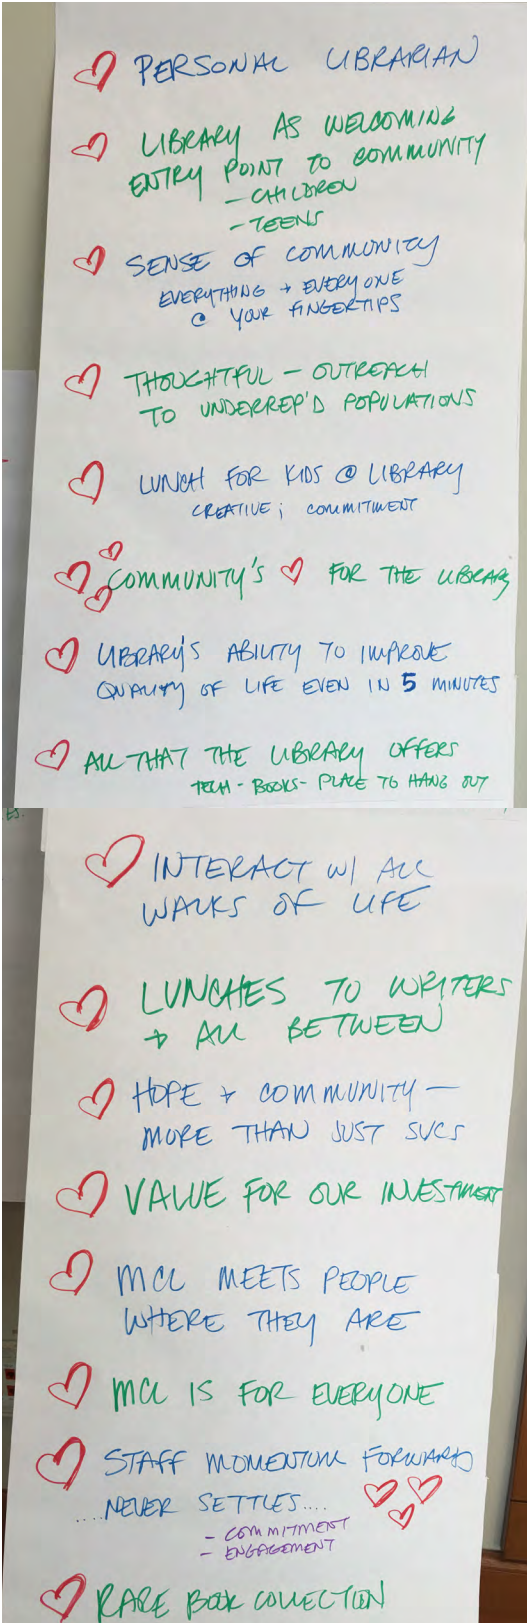 PERSONAL LIBRARIAN
LIBRARY AS WELCOMING
ENTRY POINT TO COMMUNITY
- CHILDREN
- TEENS
SENSE OF COMMUNITY
EVERYTHING + EVERYONE
@ YOUR FINGERTIPS
THOUGHTFUL - OUTREACH
TO UNDERREP'D POPULATIONS
LUNCH FOR KIDS @ LIBRARY
CREATIVE; COMMITMENT
COMMUNITY'S ♡ FOR THE LIBRARY
LIBRARY'S ABILITY TO IMPROVE
QUALITY OF LIFE EVEN IN 5 MINUTES
ALL THAT THE LIBRARY OFFERS
TECH - BOOKS - PLACE TO HANG OUT
INTERACT W/ ALL
WALKS OF LIFE
LUNCHES TO WRITERS
+ ALL BETWEEN
HOPE + COMMUNITY -
MORE THAN JUST SVCS
VALUE FOR OUR INVESTMENT
MCL MEETS PEOPLE
WHERE THEY ARE
MCL IS FOR EVERYONE
STAFF MOMENTUM FORWARD
....NEVER SETTLES....
- COMMITMENT
- ENGAGEMENT
RARE BOOK COLLECTION